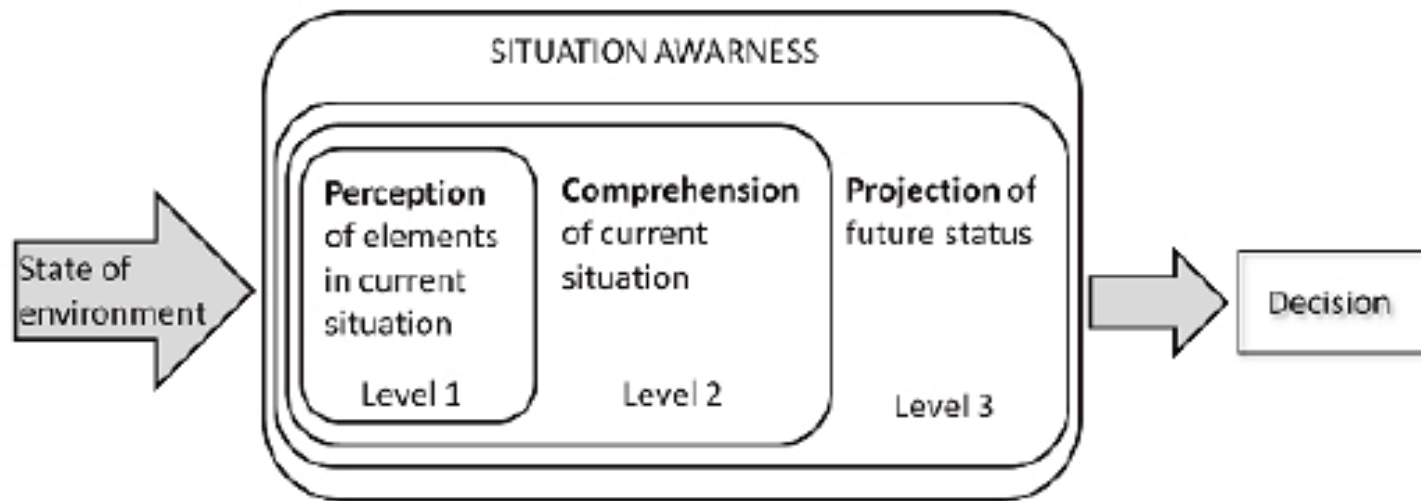 SITUATION AWARNESS
State of
environment
Perception
of elements
in current
situation
Level 1
Comprehension
of current
situation
Level 2
Projection of
future status
Level 3
Decision